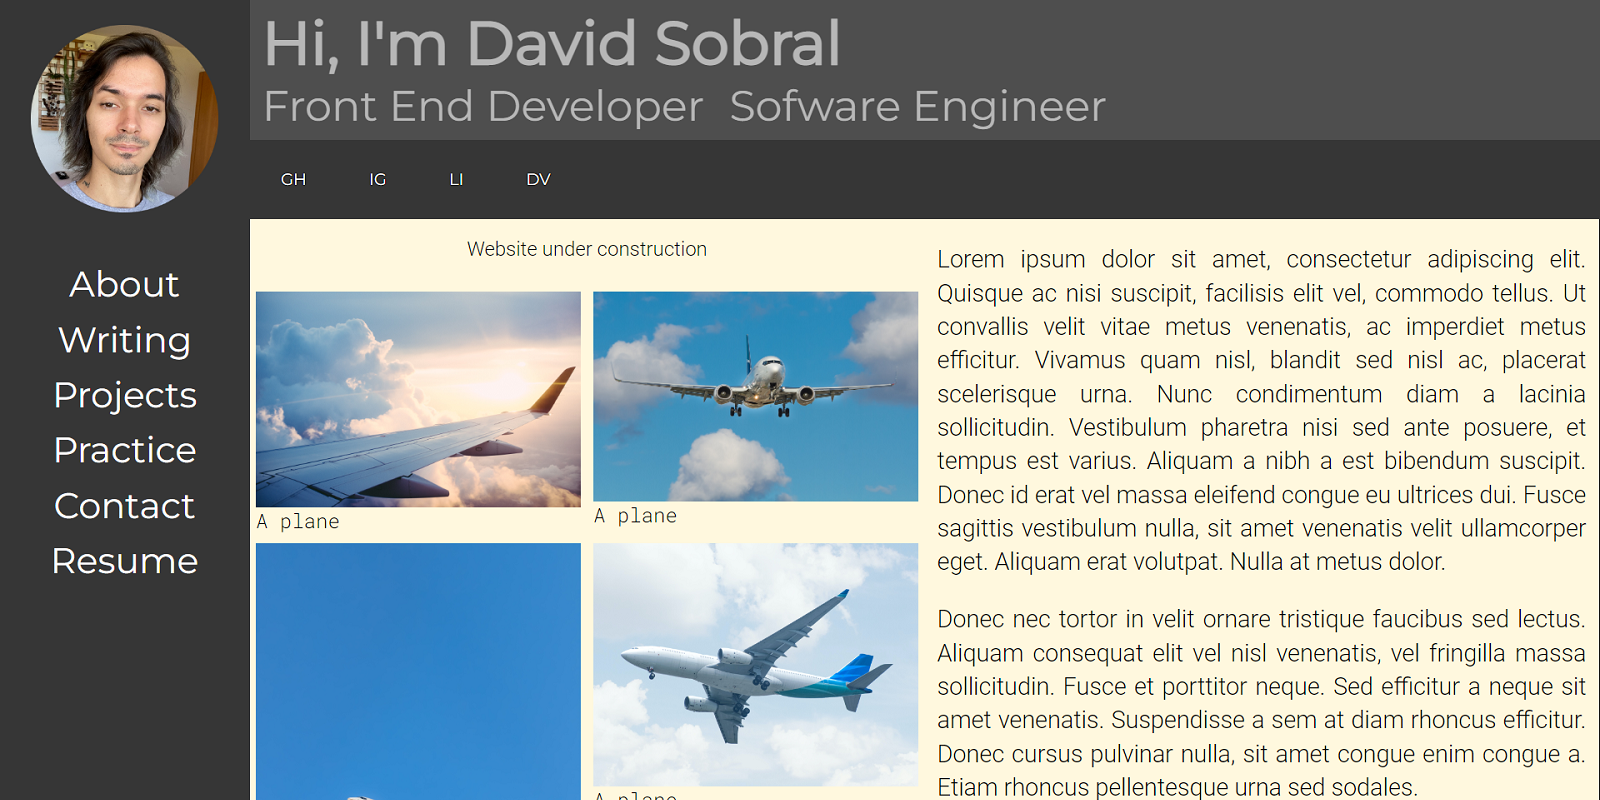 Hi, I'm David Sobral
Front End Developer Sofware Engineer
GH IG LI DV
About
Writing
Projects
Practice
Contact
Resume
Website under construction
A plane
A plane
A plane
Lorem ipsum dolor sit amet, consectetur adipiscing elit.
Quisque ac nisi suscipit, facilisis elit vel, commodo tellus. Ut
convallis velit vitae metus venenatis, ac imperdiet metus
efficitur. Vivamus quam nisl, blandit sed nisl ac, placerat
scelerisque urna. Nunc condimentum diam a lacinia
sollicitudin. Vestibulum pharetra nisi sed ante posuere, et
tempus est varius. Aliquam a nibh a est bibendum suscipit.
Donec id erat vel massa eleifend congue eu ultrices dui. Fusce
sagittis vestibulum nulla, sit amet venenatis velit ullamcorper
eget. Aliquam erat volutpat. Nulla at metus dolor.
Donec nec tortor in velit ornare tristique faucibus sed lectus.
Aliquam consequat elit vel nisl venenatis, vel fringilla massa
sollicitudin. Fusce et porttitor neque. Sed efficitur a neque sit
amet venenatis. Suspendisse a sem at diam rhoncus efficitur.
Donec cursus pulvinar nulla, sit amet congue enim congue a.
Etiam rhoncus pellentesque urna sed sodales.